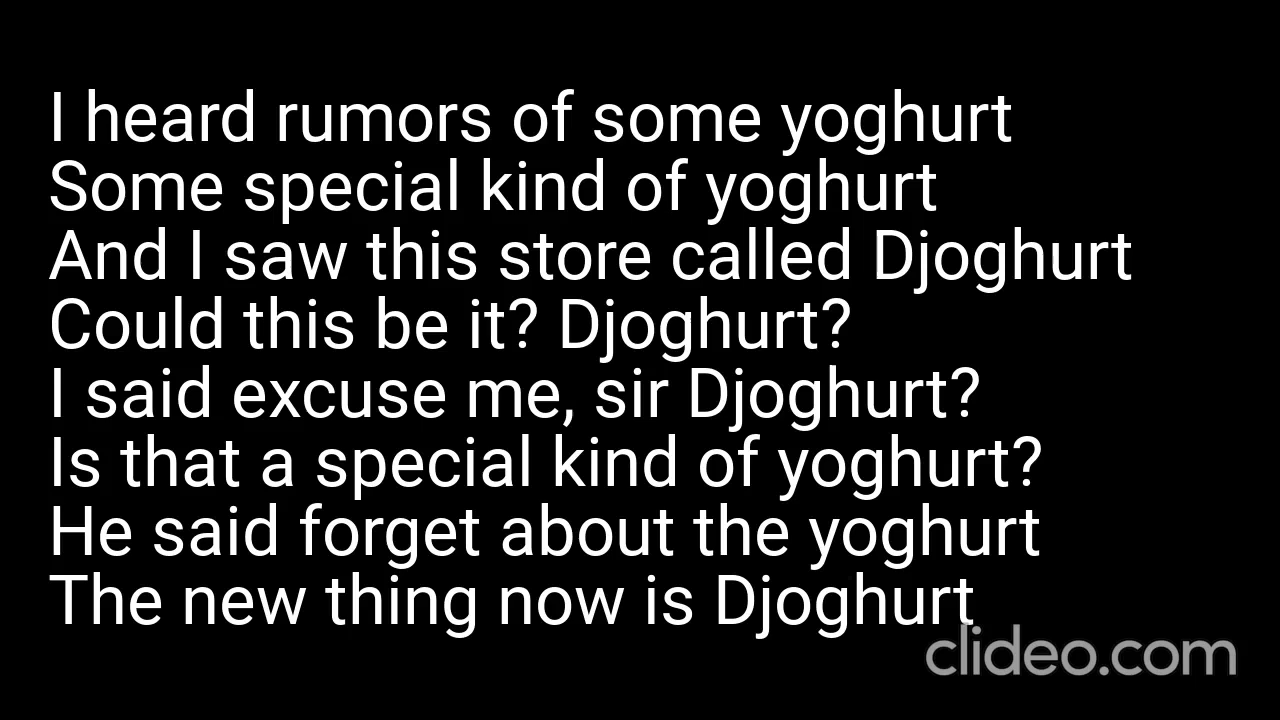 I heard rumors of some yoghurt
Some special kind of yoghurt
And I saw this store called Djoghurt
Could this be it? Djoghurt?
I said excuse me, sir Djoghurt?
Is that a special kind of yoghurt?
He said forget about the yoghurt
The new thing now is Djoghurt
clideo.com